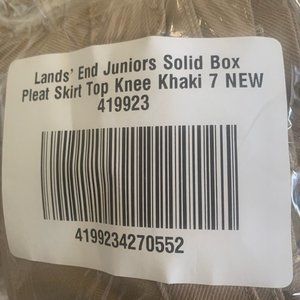 Lands' End Juniors Solid Box
Pleat Skirt Top Knee Khaki 7 NEW
419923
4199234270552